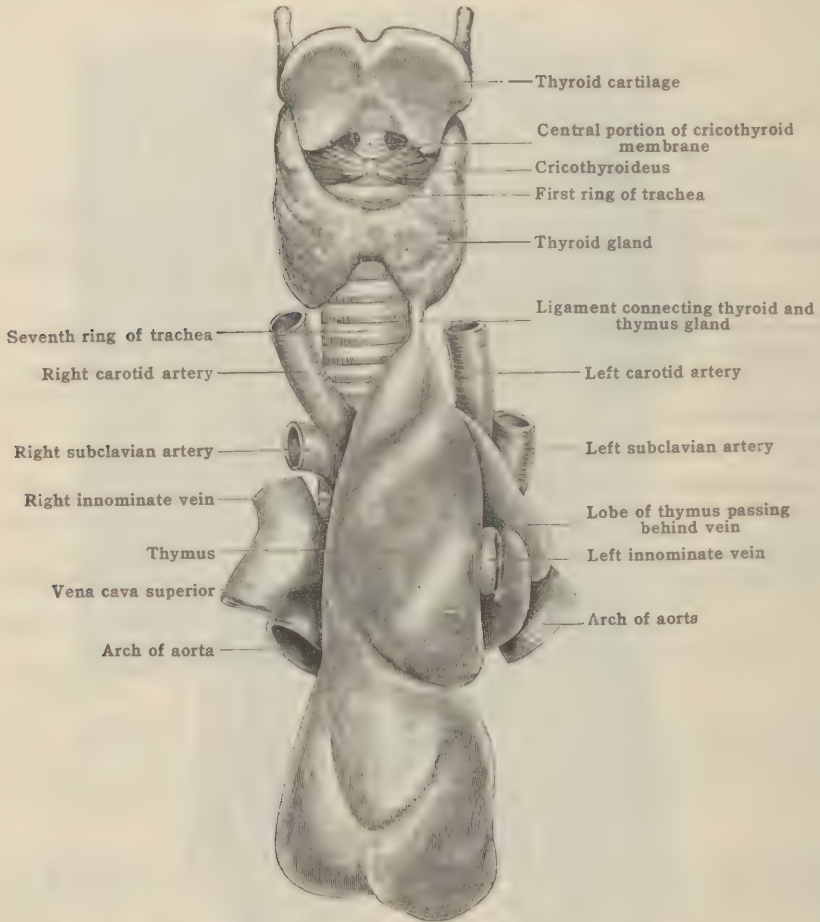 Thyroid cartilage
Central portion of cricothyroid
membrane
Cricothyroideus
First ring of trachea
Thyroid gland
Ligament connecting thyroid and
thymus gland
Seventh ring of trachea
Right carotid artery
Left carotid artery
Right subclavian artery
Left subclavian artery
Right innominate vein
Lobe of thymus passing
behind vein
Thymus
Left innominate vein
Vena cava superior
Arch of aorta
Arch of aorta